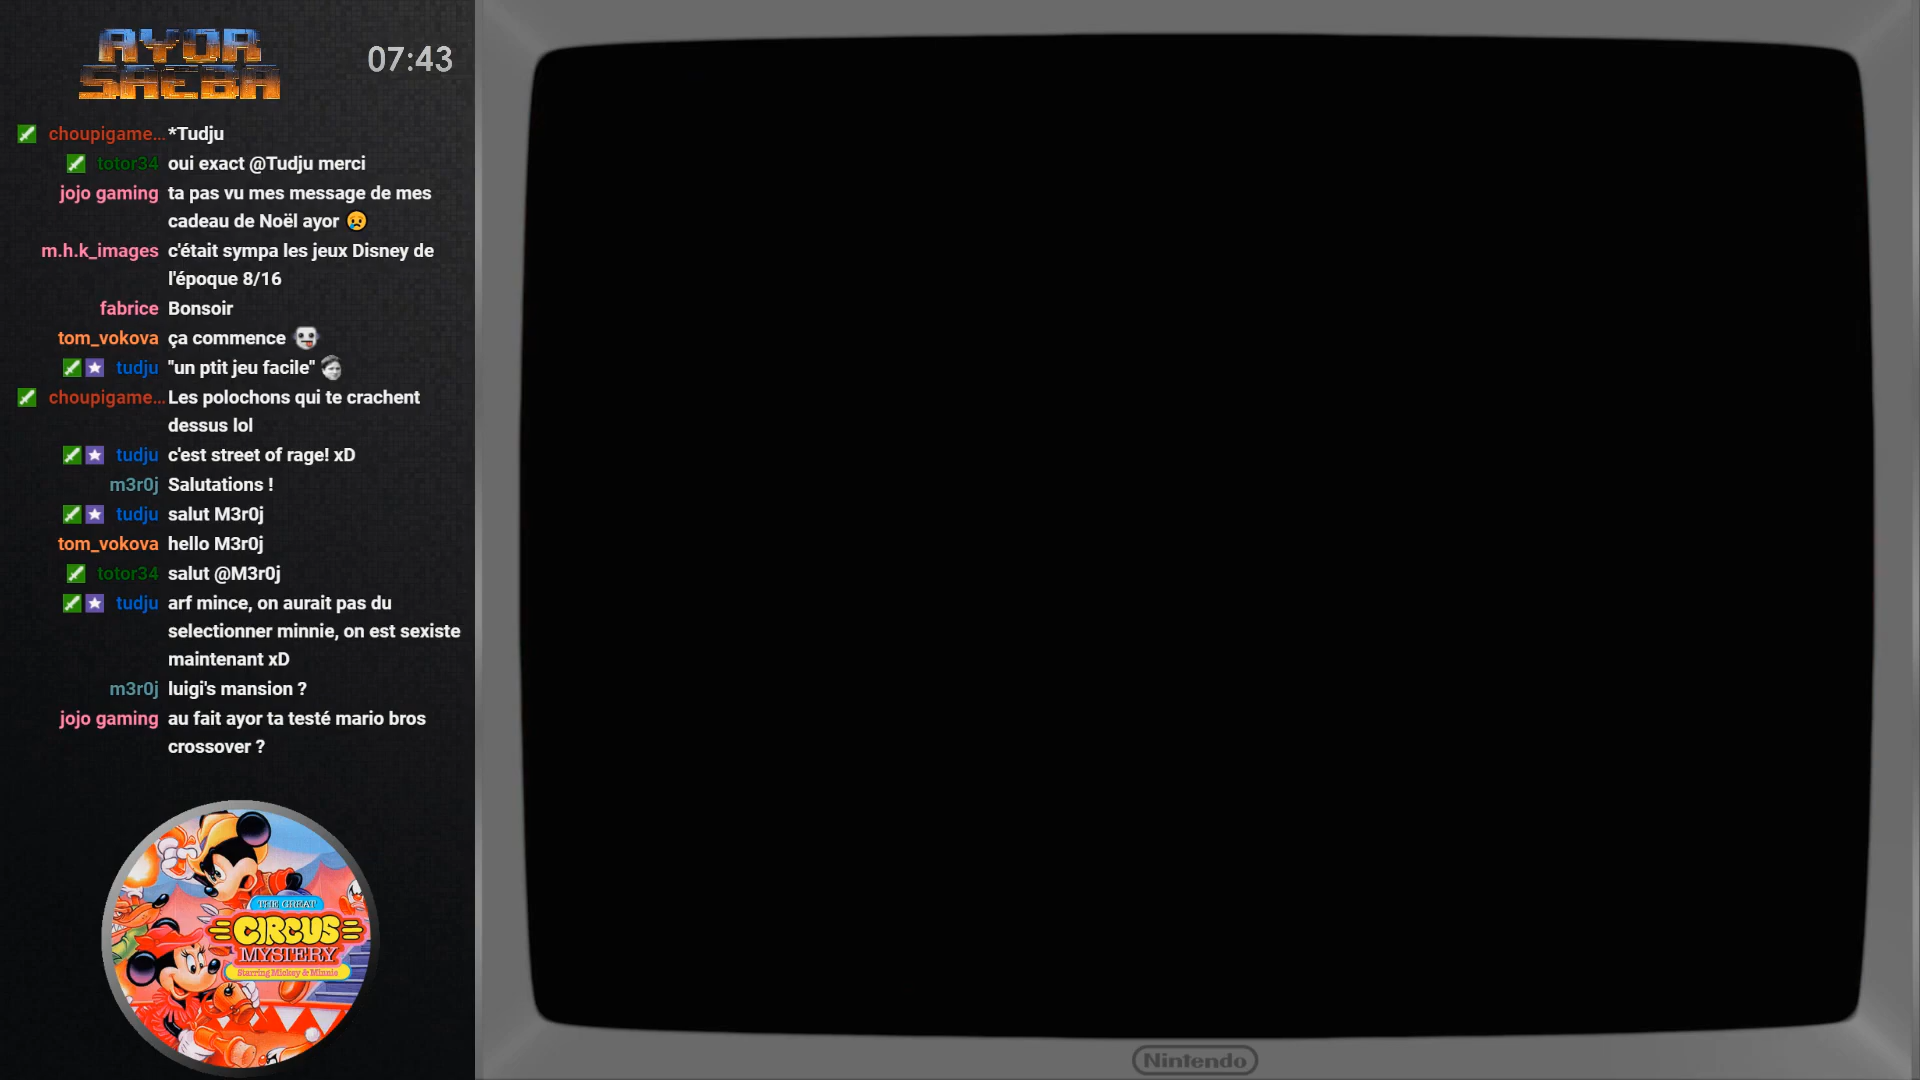 AYOR
SAEBA
07:43
choupigame... *Tudju
totor34 oui exact @Tudju merci
jojo gaming ta pas vu mes message de mes
cadeau de Noël ayor
m.h.k_images c'était sympa les jeux Disney de
l'époque 8/16
fabrice Bonsoir
tom_vokova ça commence
tudju "un ptit jeu facile"
choupigame... Les polochons qui te crachent
dessus lol
tudju c'est street of rage! xD
m3r0j Salutations !
tudju salut M3r0j
tom_vokova hello M3r0j
totor34 salut @M3r0j
tudju arf mince, on aurait pas du
selectionner minnie, on est sexiste
maintenant xD
m3r0j luigi's mansion ?
jojo gaming au fait ayor ta testé mario bros
crossover ?
THE GREAT
CIRCUS
MYSTERY
Starring Mickey & Minnie
Nintendo